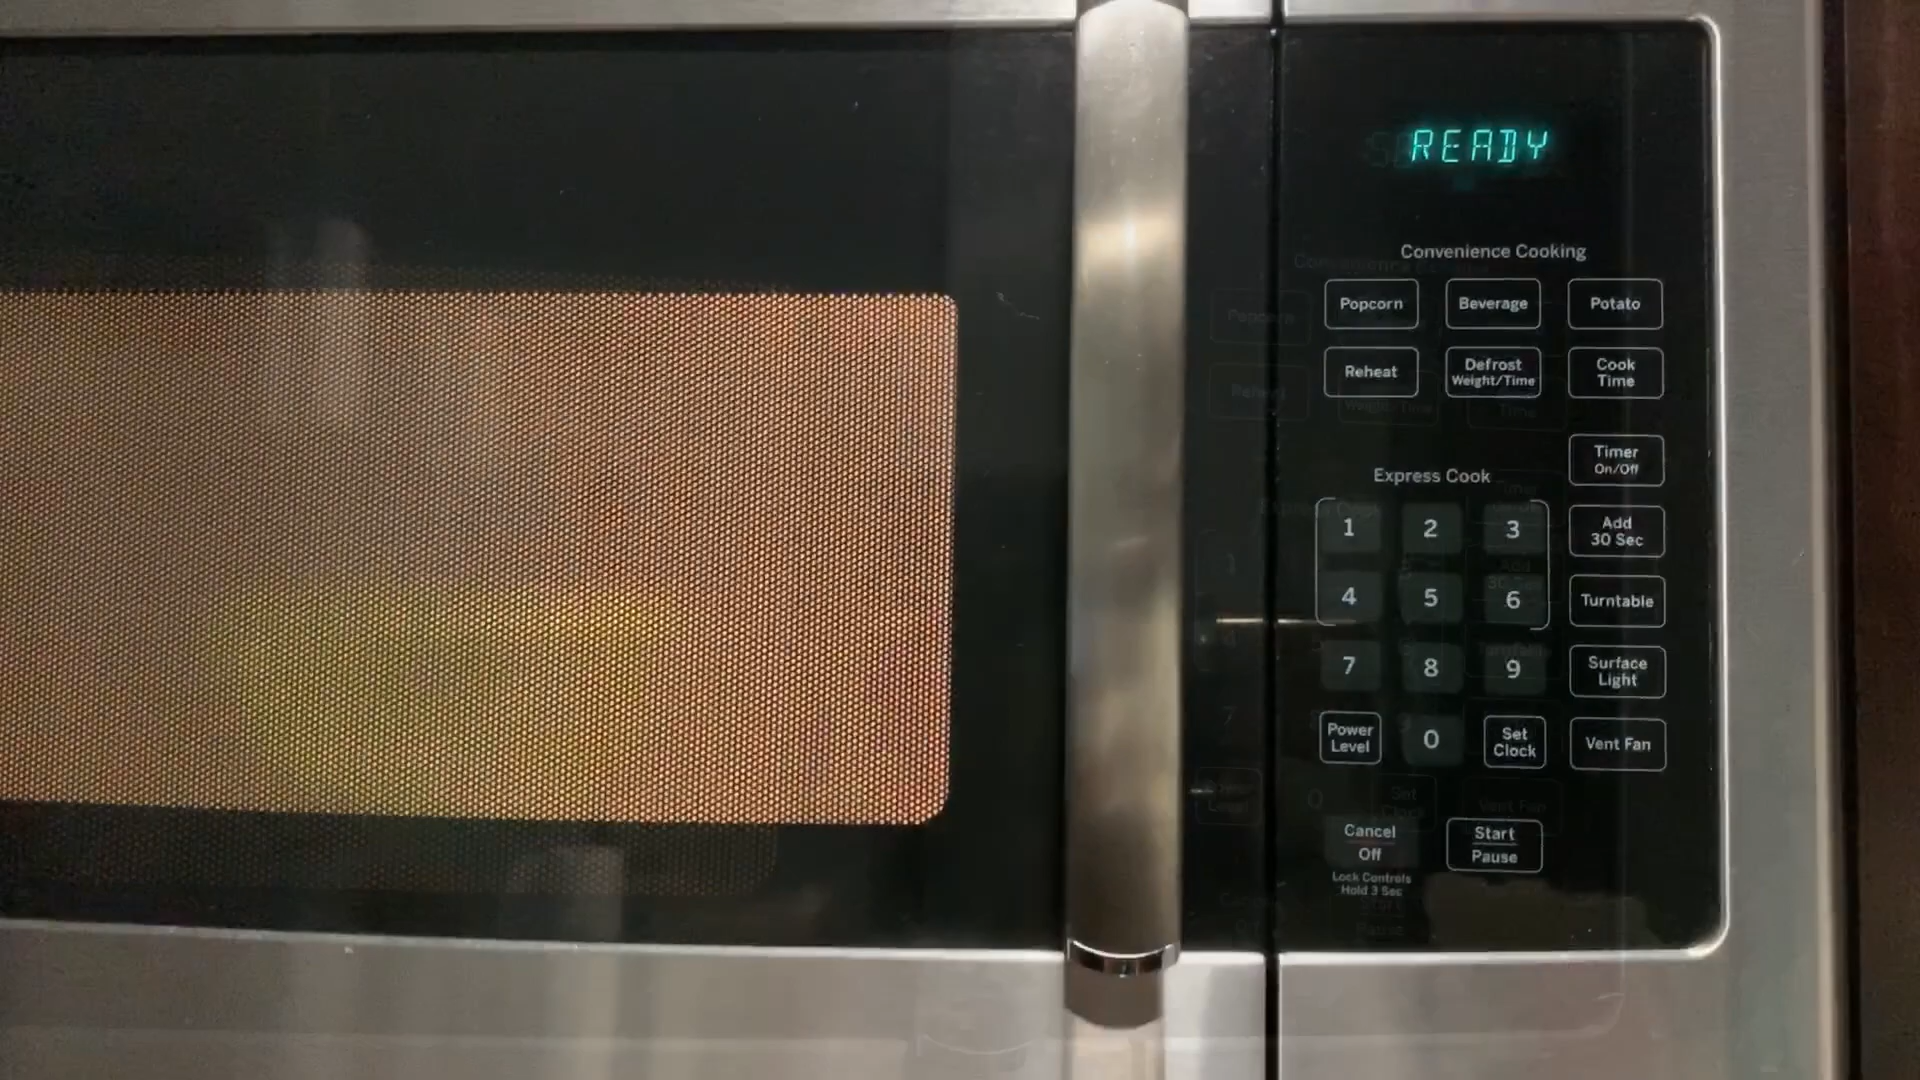 READY
Convenience Cooking
Popcorn
Beverage
Potato
Reheat
Defrost
Weight/Time
Cook
Time
Timer
On/Off
Express Cook
1
2
3
Add
30 Sec
4
5
6
Turntable
7
8
9
Surface
Light
Power
Level
0
Set
Clock
Vent Fan
Cancel
Off
Start
Pause
Lock Controls
Hold 3 Sec